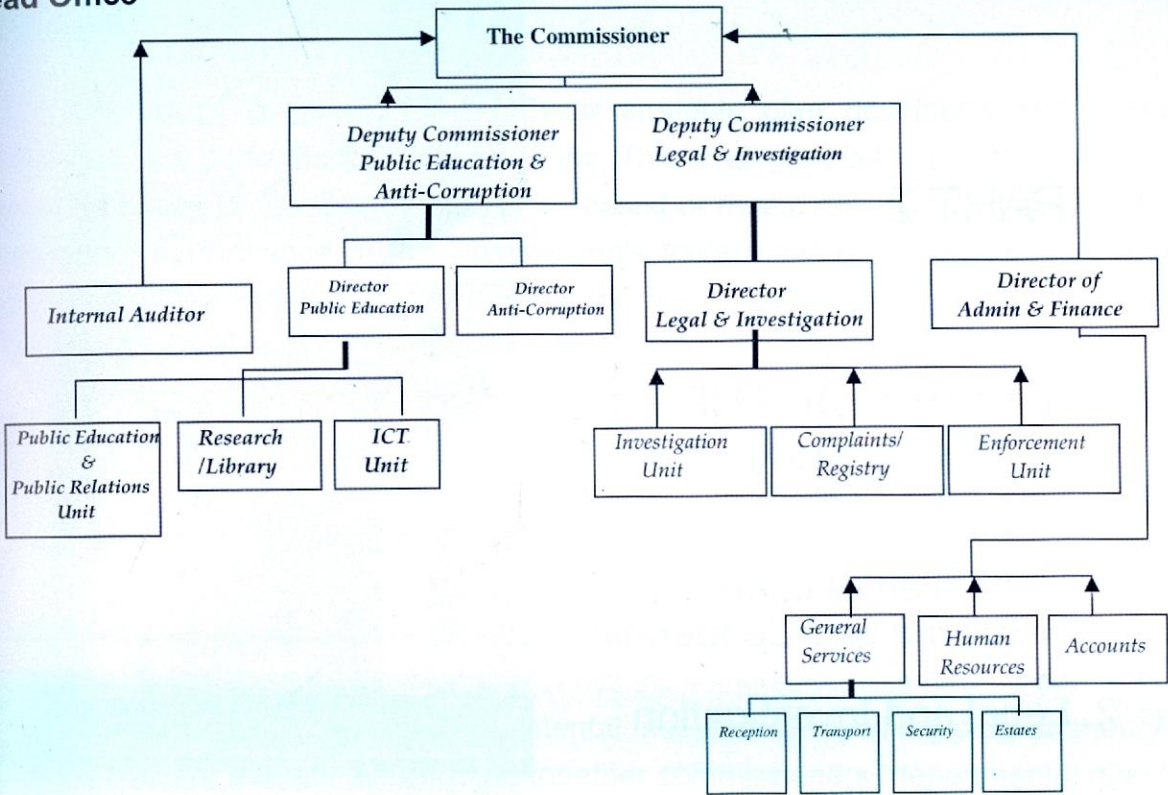 ead Office
The Commissioner
Deputy Commissioner
Public Education &
Anti-Corruption
Deputy Commissioner
Legal & Investigation
Internal Auditor
Director
Public Education
Director
Anti-Corruption
Director
Legal & Investigation
Director of
Admin & Finance
Public Education
&
Public Relations
Unit
Research
/Library
ICT
Unit
Investigation
Unit
Complaints/
Registry
Enforcement
Unit
General
Services
Human
Resources
Accounts
Reception
Transport
Security
Estates